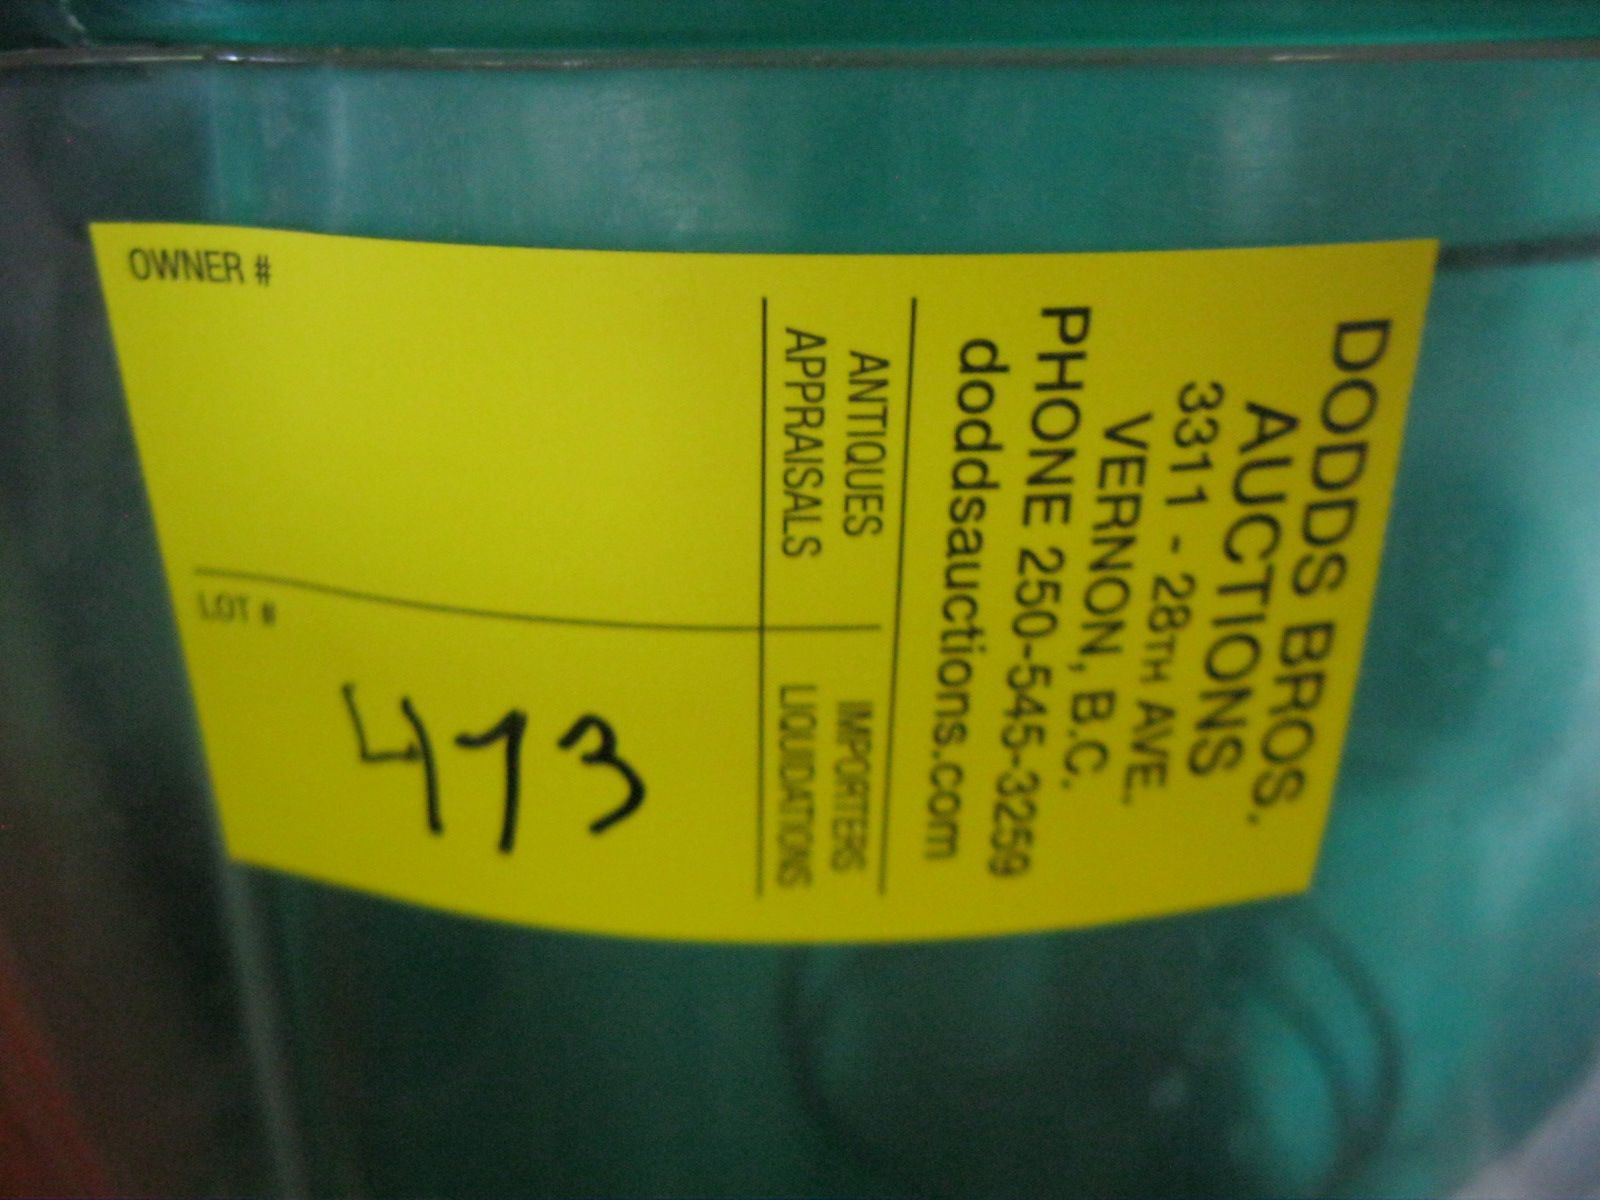 OWNER #
LOT #
473
DODDS BROS.
AUCTIONS
3311 - 28TH AVE.
VERNON, B.C.
PHONE 250-545-3259
doddsauctions.com
ANTIQUES IMPORTERS
APPRAISALS LIQUIDATIONS